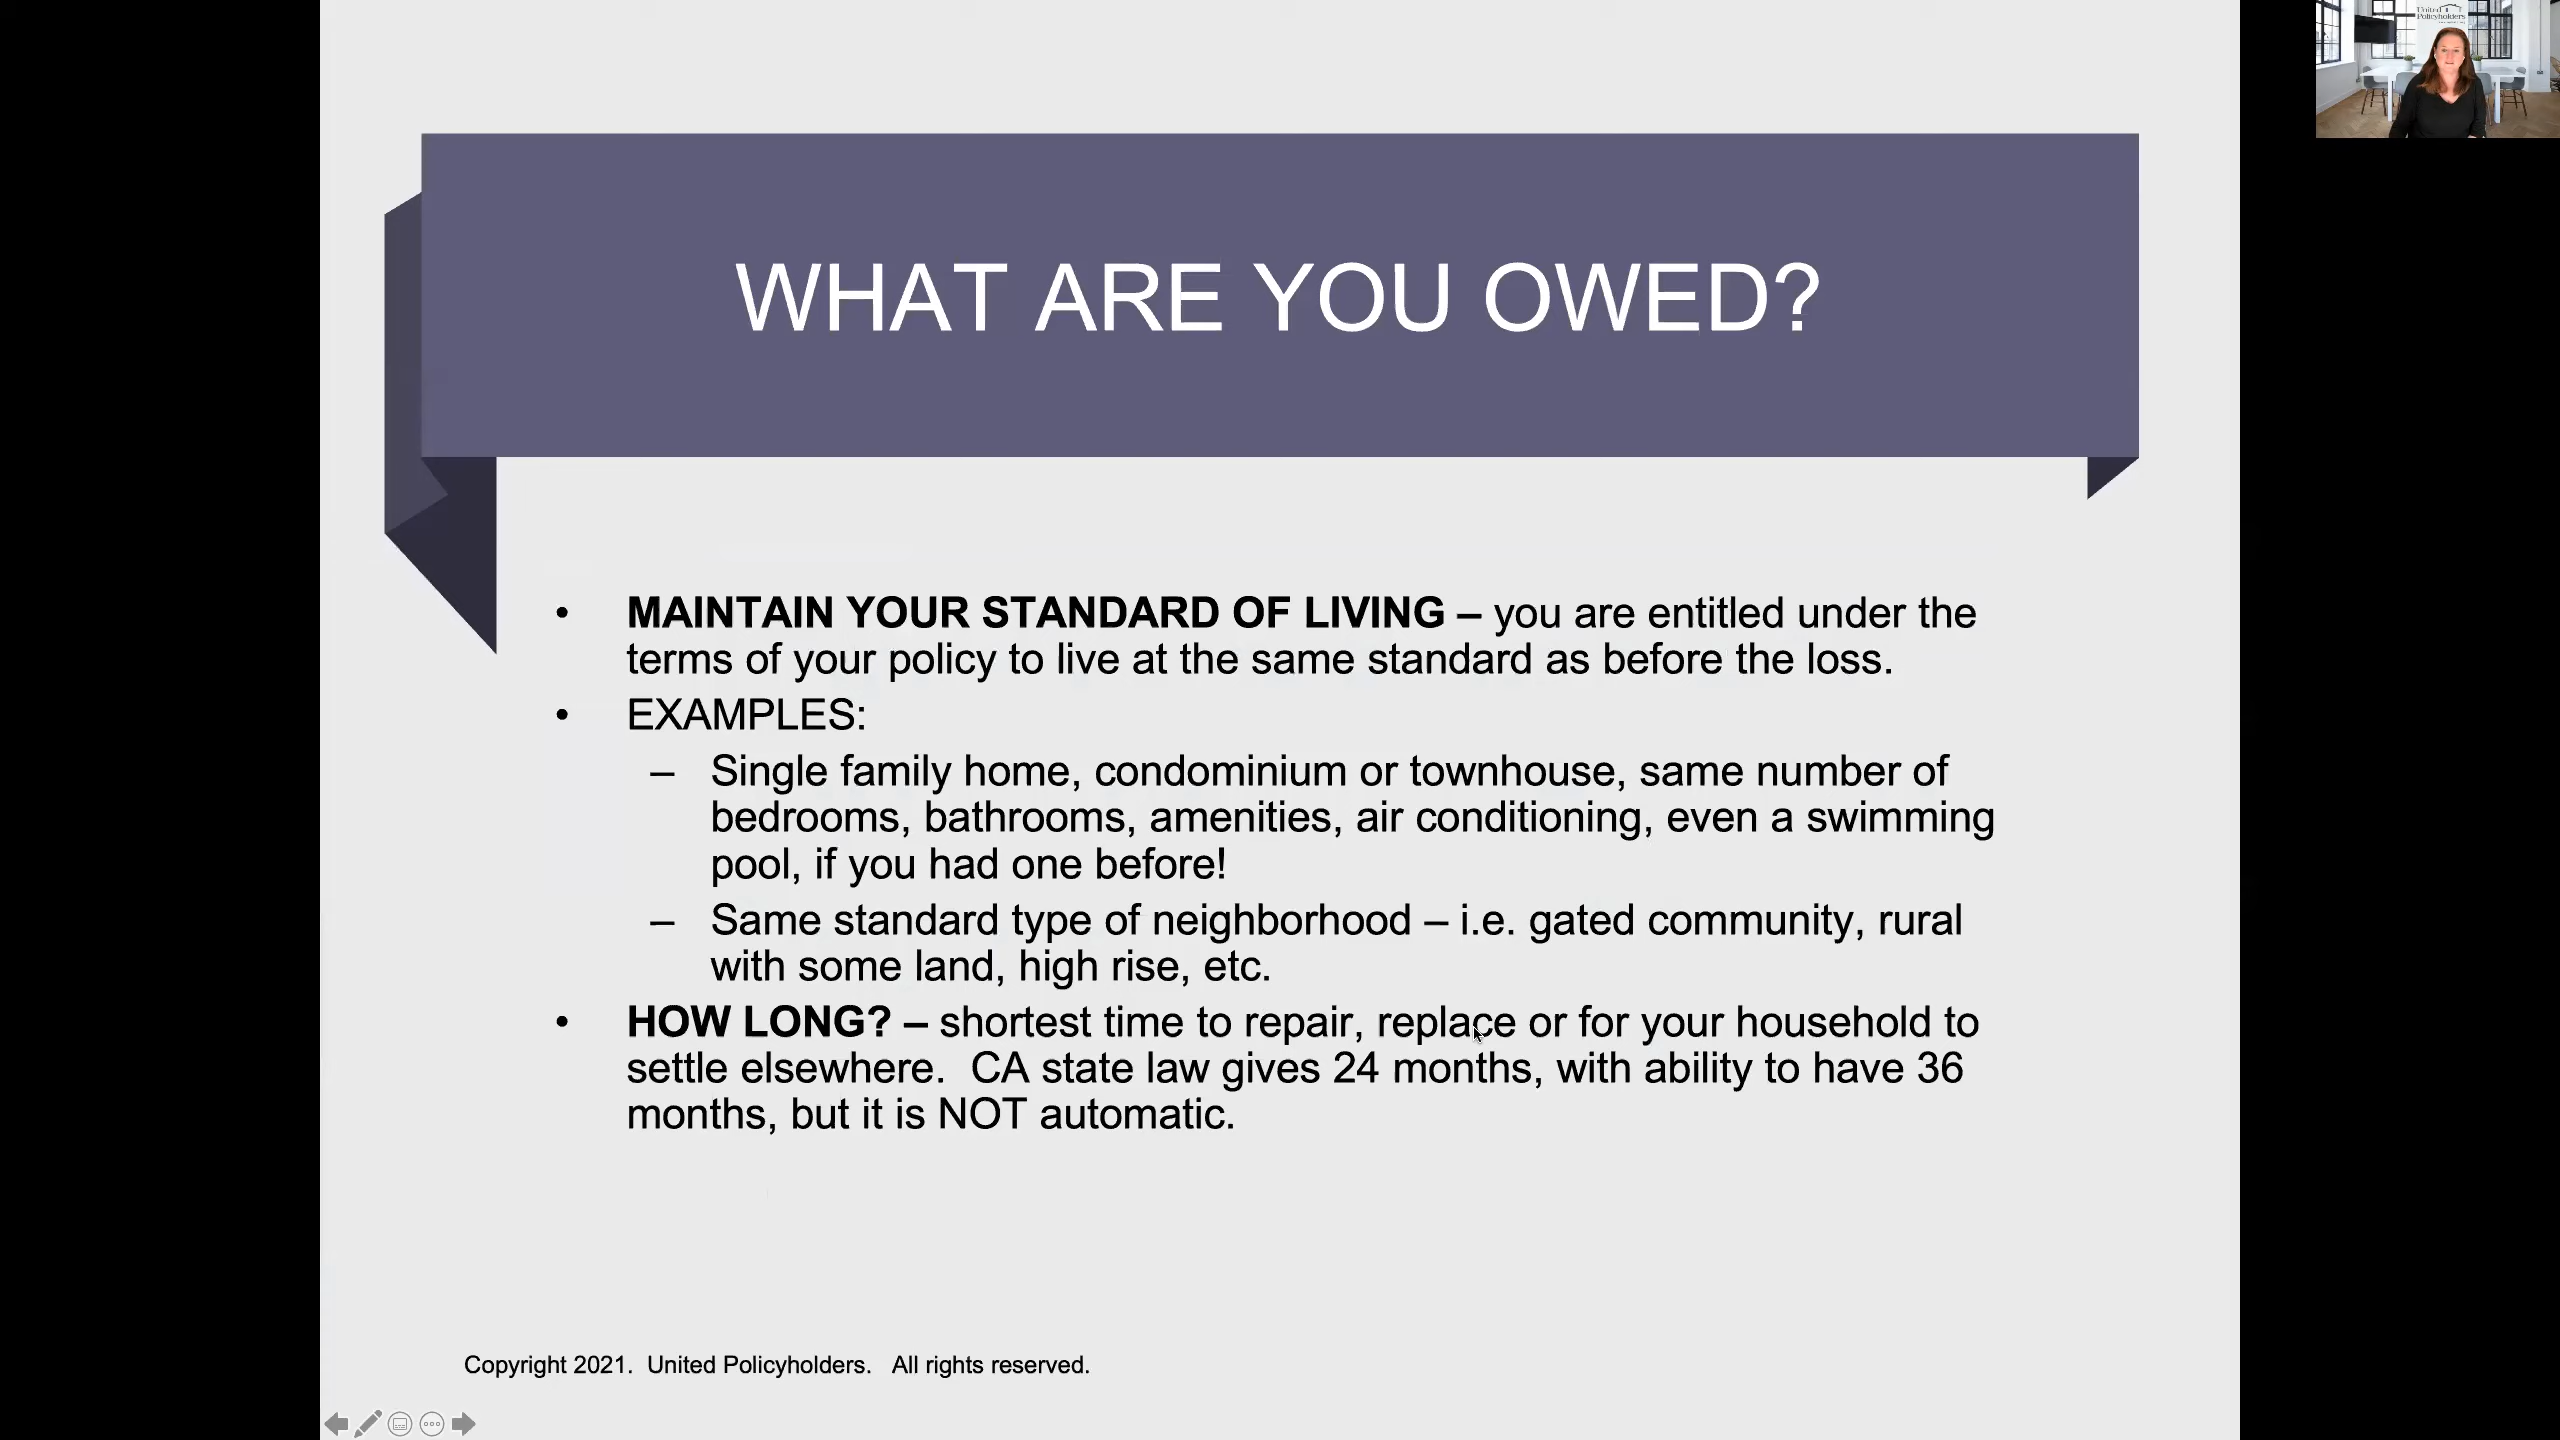 United
Policyholders
WHAT ARE YOU OWED?
• MAINTAIN YOUR STANDARD OF LIVING – you are entitled under the
terms of your policy to live at the same standard as before the loss.
• EXAMPLES:
– Single family home, condominium or townhouse, same number of
bedrooms, bathrooms, amenities, air conditioning, even a swimming
pool, if you had one before!
– Same standard type of neighborhood – i.e. gated community, rural
with some land, high rise, etc.
• HOW LONG? – shortest time to repair, replace or for your household to
settle elsewhere.  CA state law gives 24 months, with ability to have 36
months, but it is NOT automatic.
Copyright 2021.  United Policyholders.   All rights reserved.